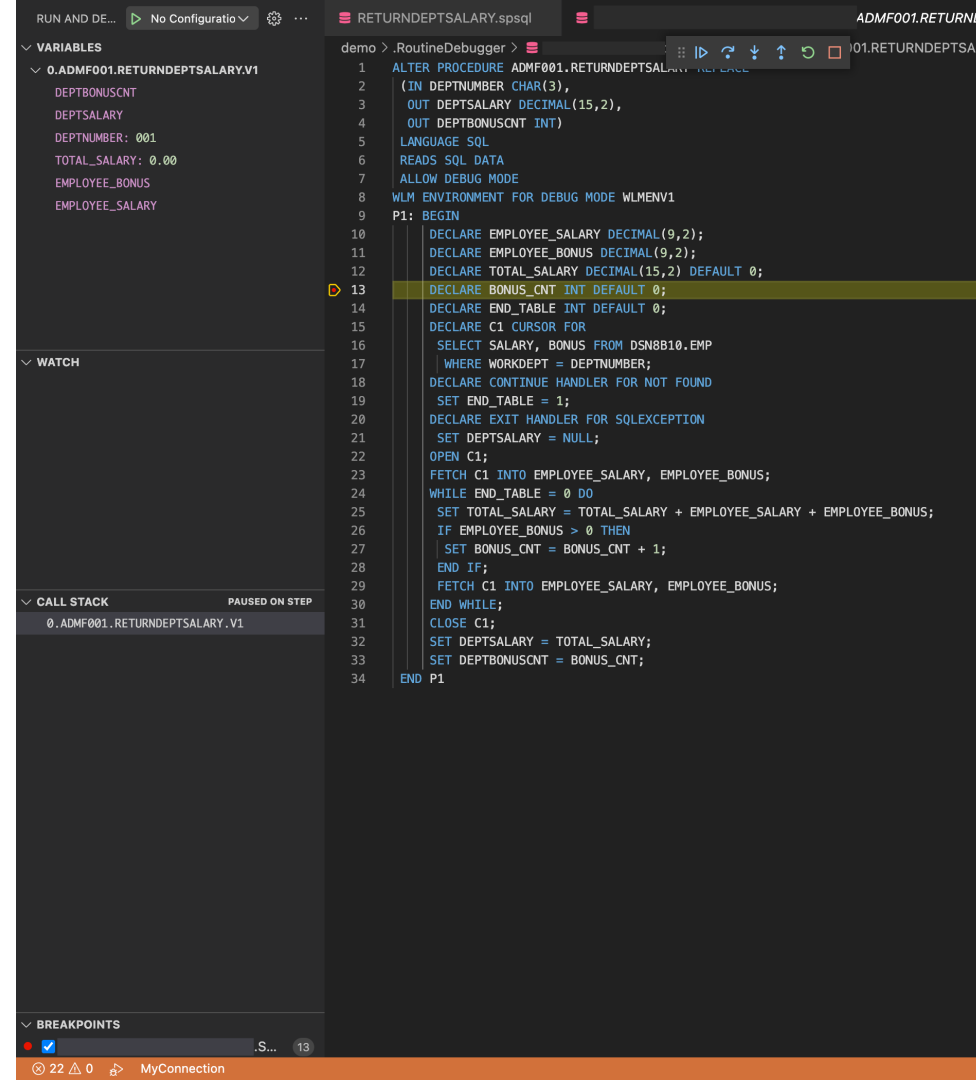 RUN AND DE... No Configuratio ···
VARIABLES
0.ADMF001.RETURNDEPTSALARY.V1
DEPTBONUSCNT
DEPTSALARY
DEPTNUMBER: 001
TOTAL_SALARY: 0.00
EMPLOYEE_BONUS
EMPLOYEE_SALARY
WATCH
CALL STACK PAUSED ON STEP
0.ADMF001.RETURNDEPTSALARY.V1
BREAKPOINTS
.S... 13
RETURNDEPTSALARY.spsql ADMF001.RETURND
demo > .RoutineDebugger > 01.RETURNDEPTSA
1 ALTER PROCEDURE ADMF001.RETURNDEPTSALARY REPLACE
2 (IN DEPTNUMBER CHAR(3),
3 OUT DEPTSALARY DECIMAL(15,2),
4 OUT DEPTBONUSCNT INT)
5 LANGUAGE SQL
6 READS SQL DATA
7 ALLOW DEBUG MODE
8 WLM ENVIRONMENT FOR DEBUG MODE WLMENV1
9 P1: BEGIN
10 DECLARE EMPLOYEE_SALARY DECIMAL(9,2);
11 DECLARE EMPLOYEE_BONUS DECIMAL(9,2);
12 DECLARE TOTAL_SALARY DECIMAL(15,2) DEFAULT 0;
13 DECLARE BONUS_CNT INT DEFAULT 0;
14 DECLARE END_TABLE INT DEFAULT 0;
15 DECLARE C1 CURSOR FOR
16 SELECT SALARY, BONUS FROM DSN8B10.EMP
17 WHERE WORKDEPT = DEPTNUMBER;
18 DECLARE CONTINUE HANDLER FOR NOT FOUND
19 SET END_TABLE = 1;
20 DECLARE EXIT HANDLER FOR SQLEXCEPTION
21 SET DEPTSALARY = NULL;
22 OPEN C1;
23 FETCH C1 INTO EMPLOYEE_SALARY, EMPLOYEE_BONUS;
24 WHILE END_TABLE = 0 DO
25 SET TOTAL_SALARY = TOTAL_SALARY + EMPLOYEE_SALARY + EMPLOYEE_BONUS;
26 IF EMPLOYEE_BONUS > 0 THEN
27 SET BONUS_CNT = BONUS_CNT + 1;
28 END IF;
29 FETCH C1 INTO EMPLOYEE_SALARY, EMPLOYEE_BONUS;
30 END WHILE;
31 CLOSE C1;
32 SET DEPTSALARY = TOTAL_SALARY;
33 SET DEPTBONUSCNT = BONUS_CNT;
34 END P1
22 0 MyConnection